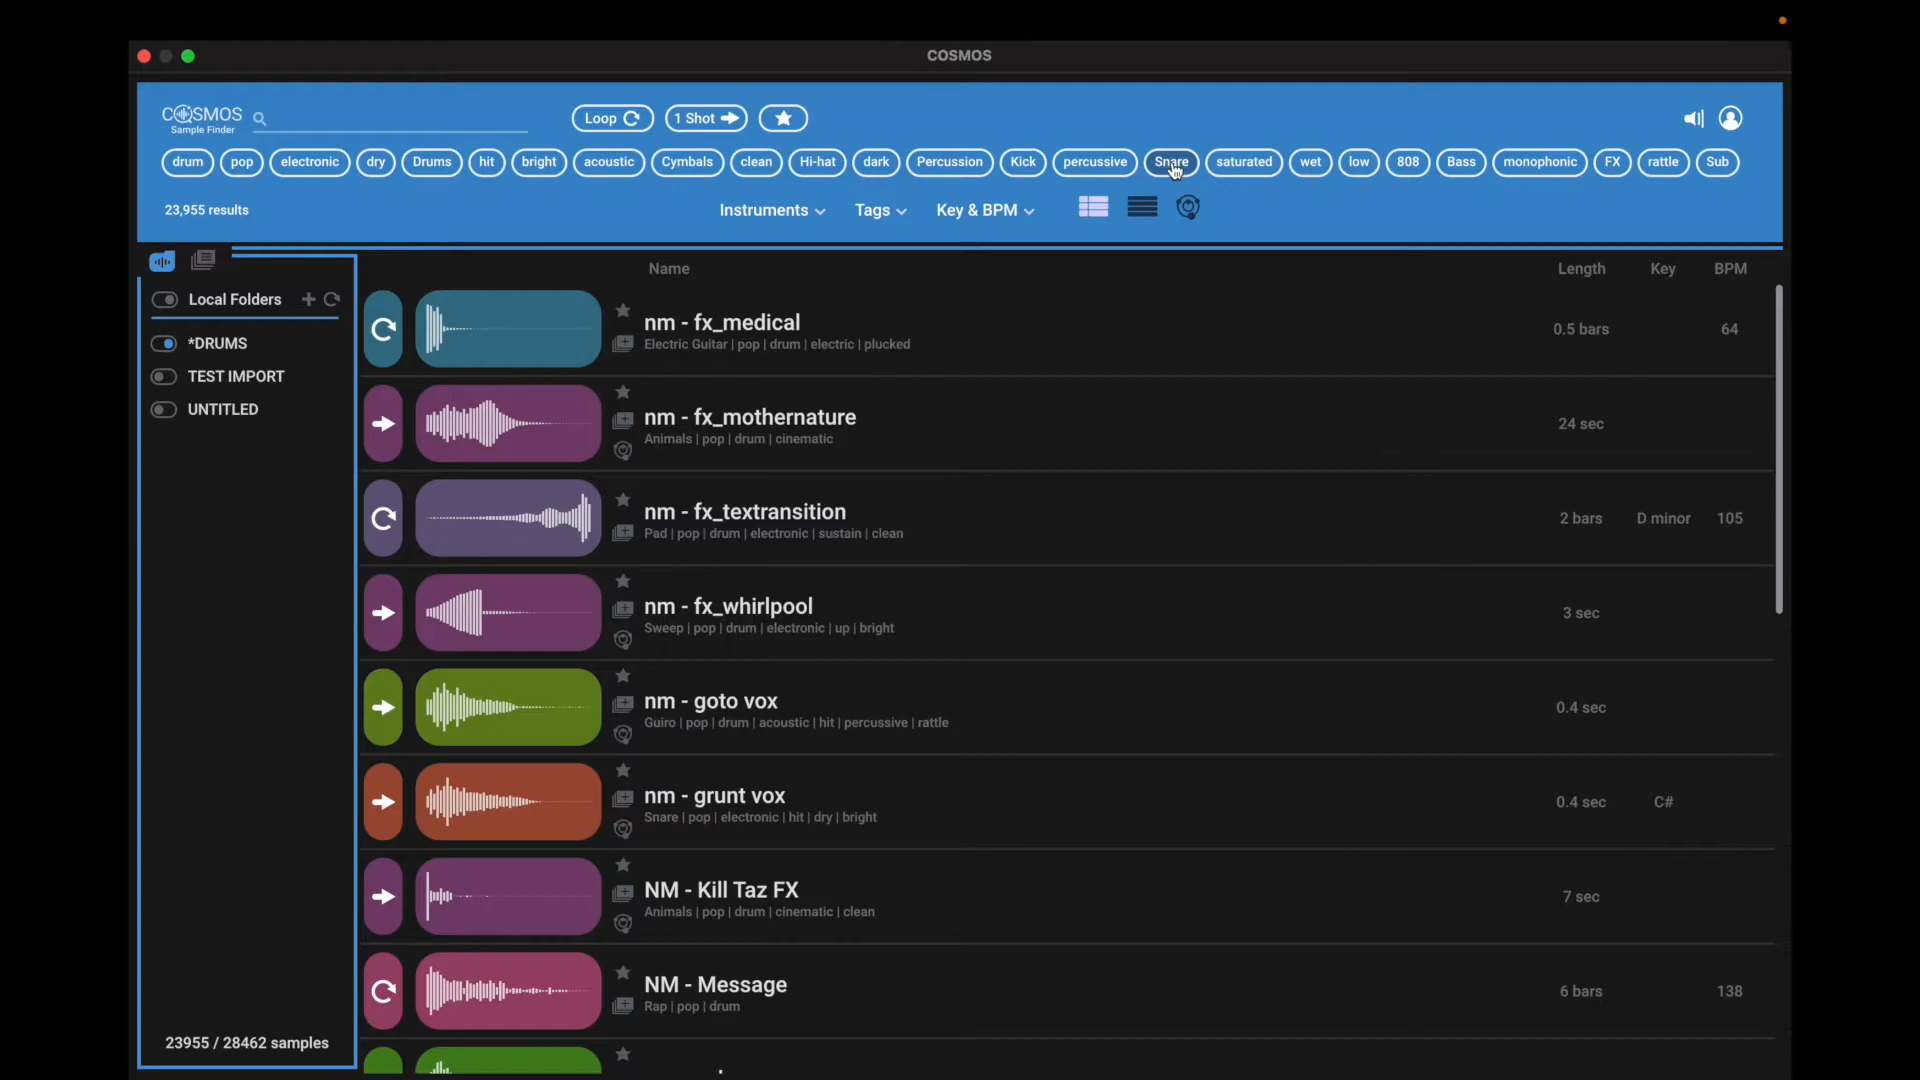 COSMOS
COSMOS
Sample Finder
Loop
1 Shot
drum pop electronic dry Drums hit bright acoustic Cymbals clean Hi-hat dark Percussion Kick percussive Snare saturated wet low 808 Bass monophonic FX rattle Sub
23,955 results
Instruments Tags Key & BPM
Local Folders
*DRUMS
TEST IMPORT
UNTITLED
23955 / 28462 samples
Name Length Key BPM
nm - fx_medical
Electric Guitar | pop | drum | electric | plucked
0.5 bars 64
nm - fx_mothernature
Animals | pop | drum | cinematic
24 sec
nm - fx_textransition
Pad | pop | drum | electronic | sustain | clean
2 bars D minor 105
nm - fx_whirlpool
Sweep | pop | drum | electronic | up | bright
3 sec
nm - goto vox
Guiro | pop | drum | acoustic | hit | percussive | rattle
0.4 sec
nm - grunt vox
Snare | pop | electronic | hit | dry | bright
0.4 sec C#
NM - Kill Taz FX
Animals | pop | drum | cinematic | clean
7 sec
NM - Message
Rap | pop | drum
6 bars 138